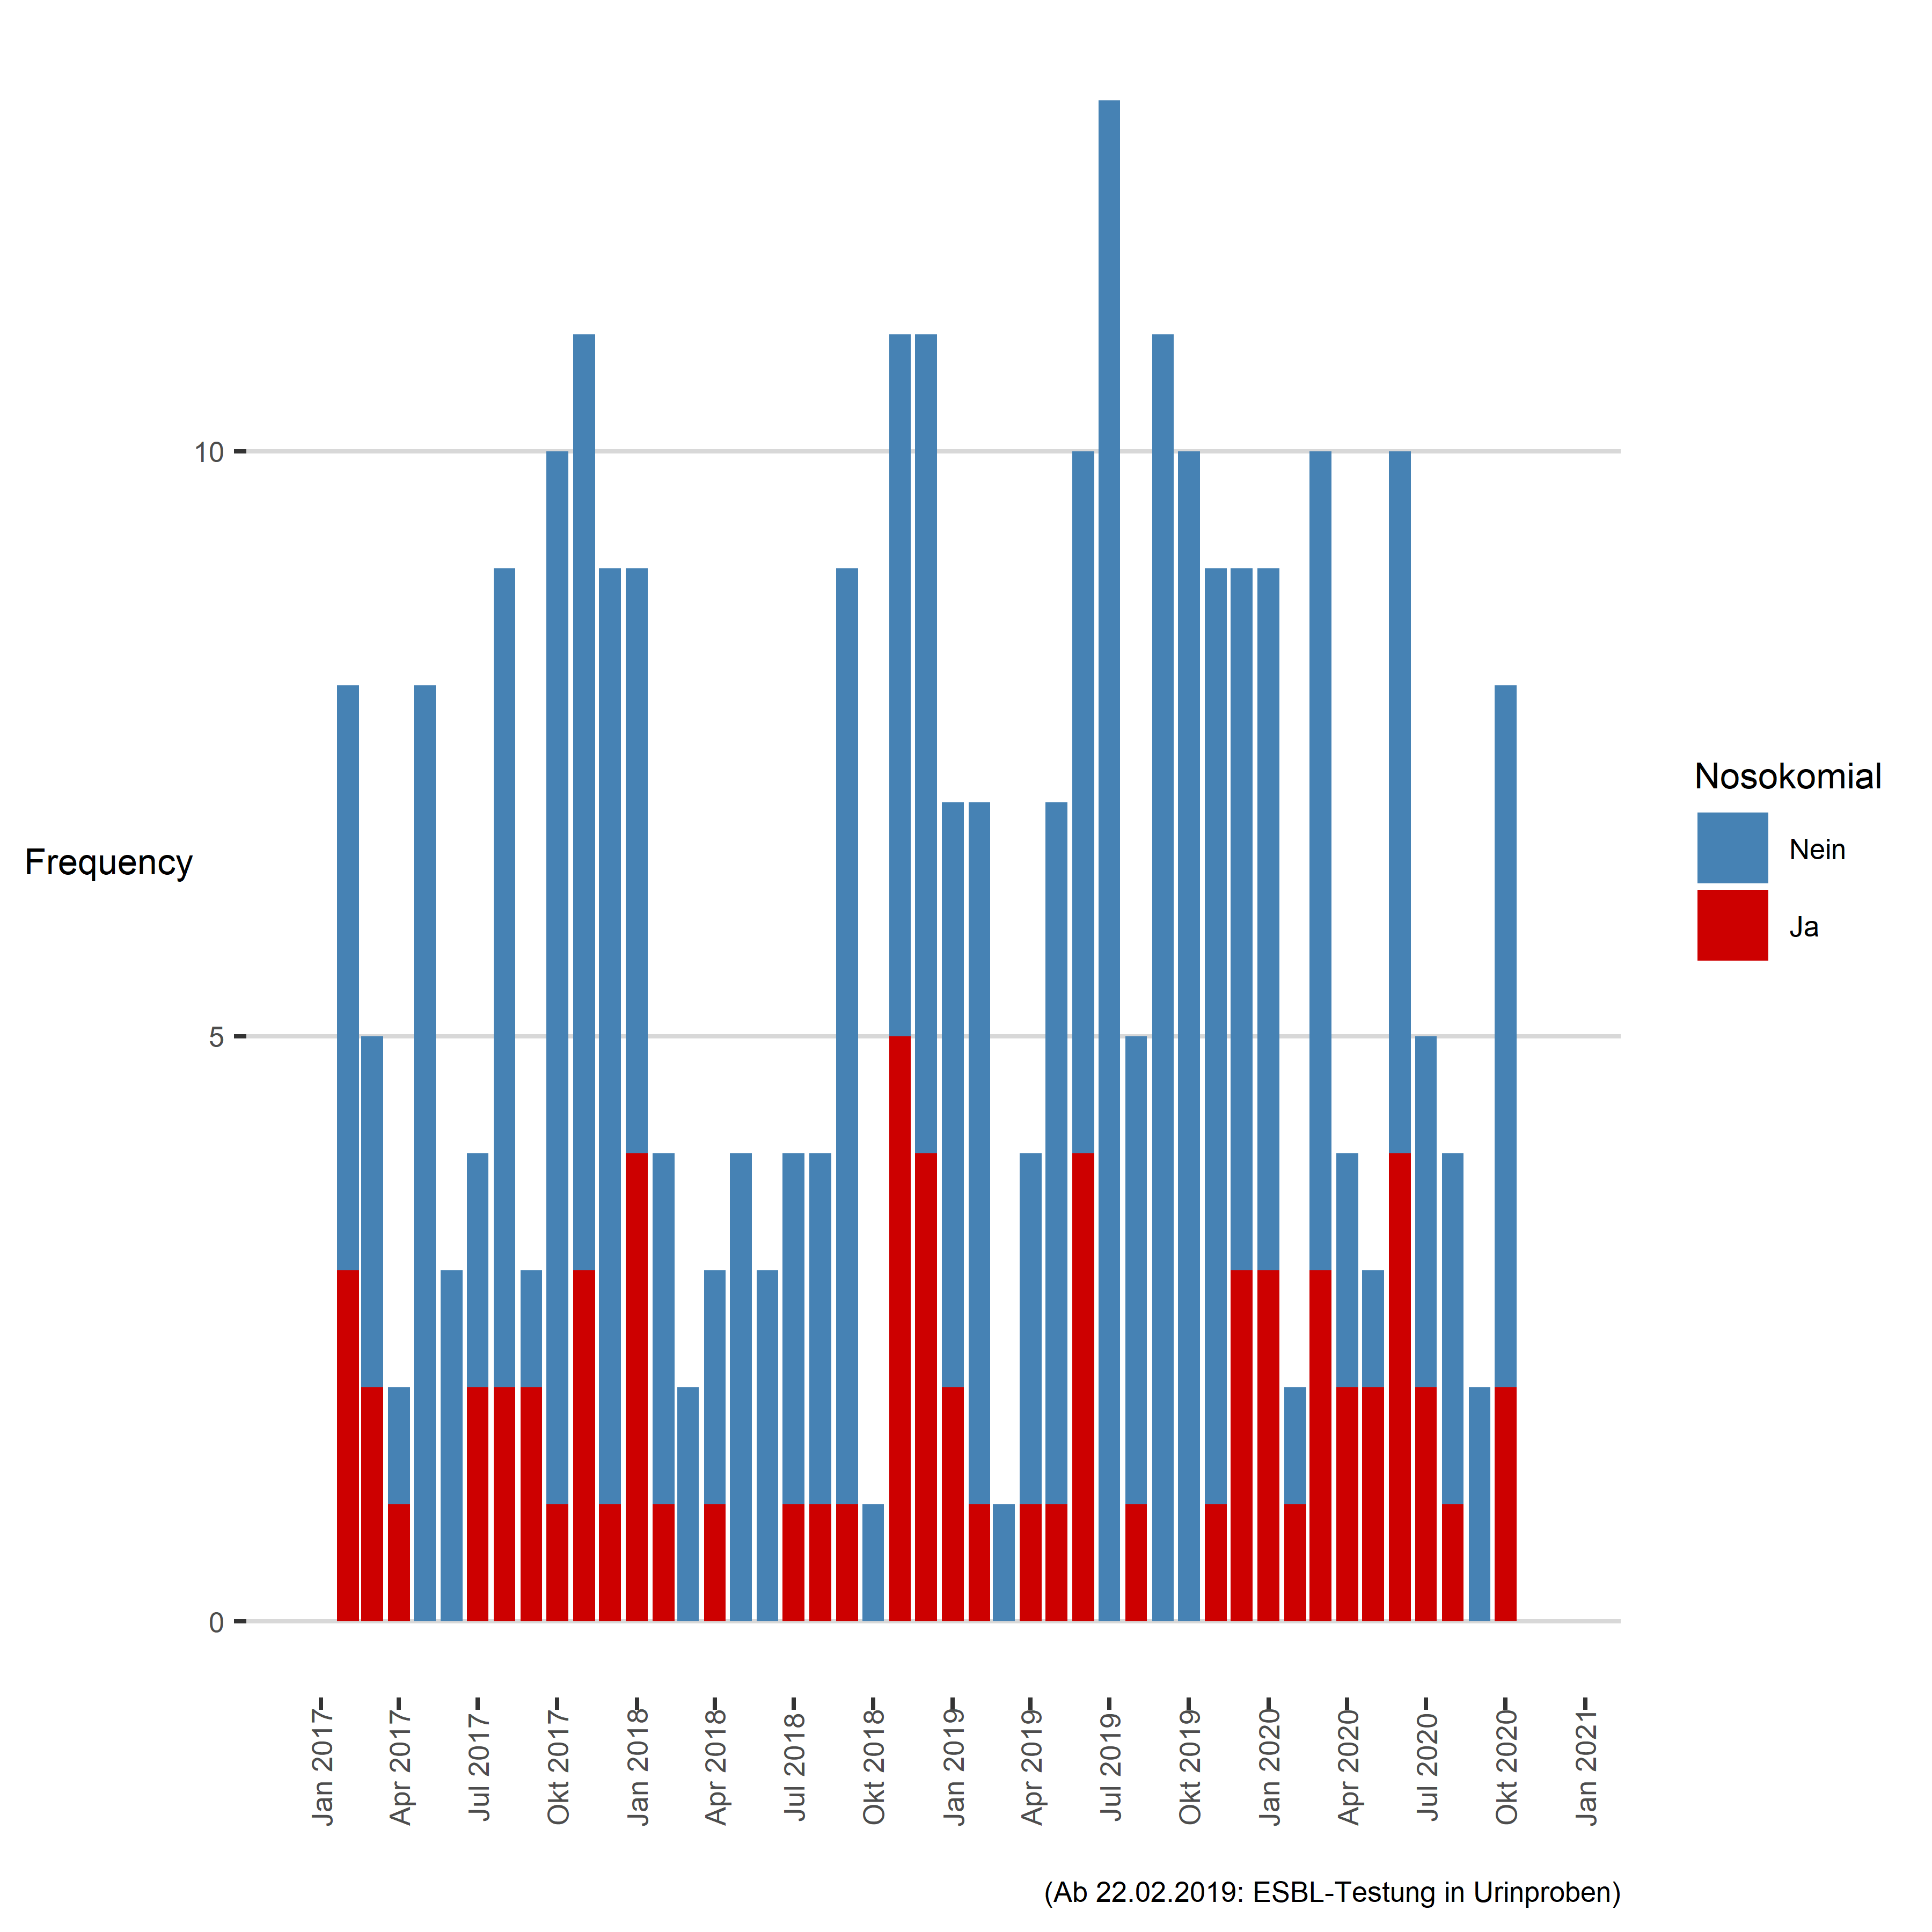 10
5
0
Frequency
Nosokomial
Nein
Ja
Jan 2017
Apr 2017
Jul 2017
Okt 2017
Jan 2018
Apr 2018
Jul 2018
Okt 2018
Jan 2019
Apr 2019
Jul 2019
Okt 2019
Jan 2020
Apr 2020
Jul 2020
Okt 2020
Jan 2021
(Ab 22.02.2019: ESBL-Testung in Urinproben)